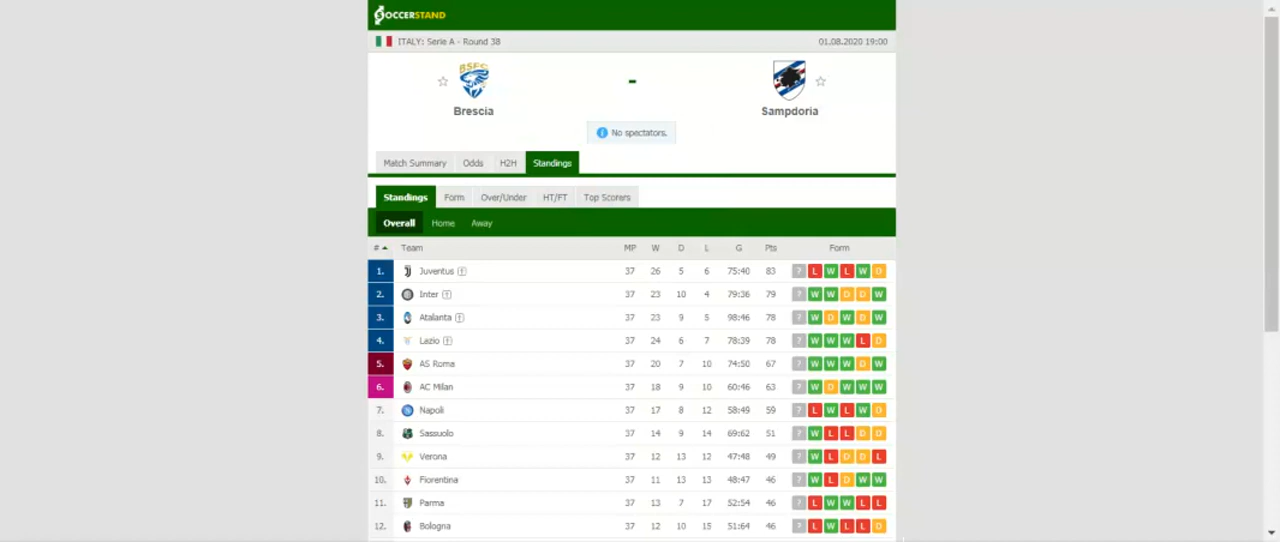 SOCCERSTAND
ITALY: Serie A - Round 38 01.08.2020 19:00
BSFC
-
Brescia Sampdoria
No spectators.
Match Summary Odds H2H Standings
Standings Form Over/Under HT/FT Top Scorers
Overall Home Away
# Team MP W D L G Pts Form
1. Juventus 37 26 5 6 75:40 83 ? L W L W D
2. Inter 37 23 10 4 79:36 79 ? W W D D W
3. Atalanta 37 23 9 5 98:46 78 ? W D W D W
4. Lazio 37 24 6 7 78:39 78 ? W W W L D
5. AS Roma 37 20 7 10 74:50 67 ? W W W D W
6. AC Milan 37 18 9 10 60:46 63 ? W D W W W
7. Napoli 37 17 8 12 58:49 59 ? L W L W D
8. Sassuolo 37 14 9 14 69:62 51 ? W L L D D
9. Verona 37 12 13 12 47:48 49 ? W L D D L
10. Fiorentina 37 11 13 13 48:47 46 ? W L D W W
11. Parma 37 13 7 17 52:54 46 ? L W W L L
12. Bologna 37 12 10 15 51:64 46 ? L W L L D